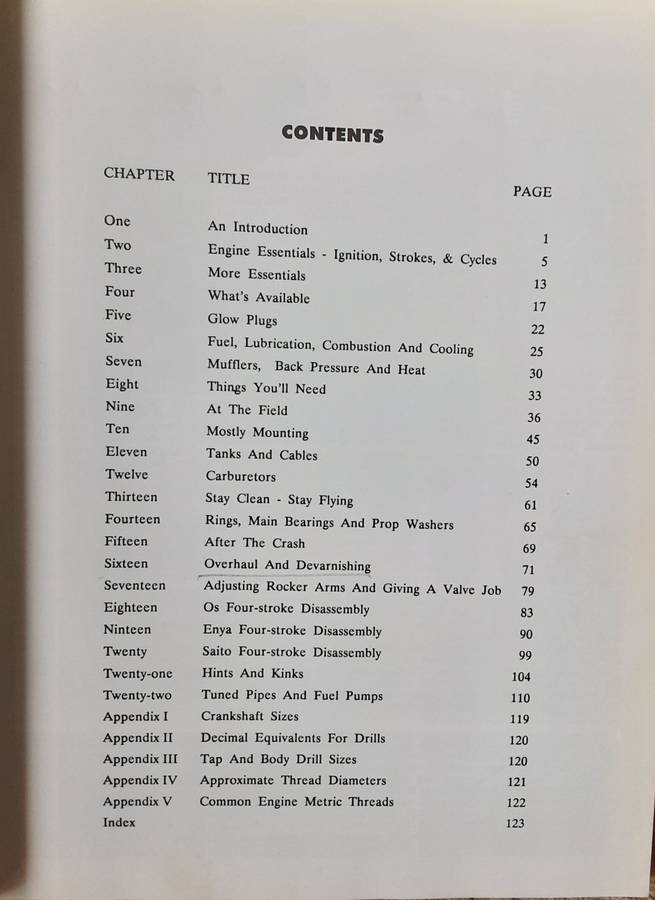 CONTENTS
CHAPTER TITLE PAGE
One An Introduction 1
Two Engine Essentials - Ignition, Strokes, & Cycles 5
Three More Essentials 13
Four What's Available 17
Five Glow Plugs 22
Six Fuel, Lubrication, Combustion And Cooling 25
Seven Mufflers, Back Pressure And Heat 30
Eight Things You'll Need 33
Nine At The Field 36
Ten Mostly Mounting 45
Eleven Tanks And Cables 50
Twelve Carburetors 54
Thirteen Stay Clean - Stay Flying 61
Fourteen Rings, Main Bearings And Prop Washers 65
Fifteen After The Crash 69
Sixteen Overhaul And Devarnishing 71
Seventeen Adjusting Rocker Arms And Giving A Valve Job 79
Eighteen Os Four-stroke Disassembly 83
Ninteen Enya Four-stroke Disassembly 90
Twenty Saito Four-stroke Disassembly 99
Twenty-one Hints And Kinks 104
Twenty-two Tuned Pipes And Fuel Pumps 110
Appendix I Crankshaft Sizes 119
Appendix II Decimal Equivalents For Drills 120
Appendix III Tap And Body Drill Sizes 120
Appendix IV Approximate Thread Diameters 121
Appendix V Common Engine Metric Threads 122
Index 123